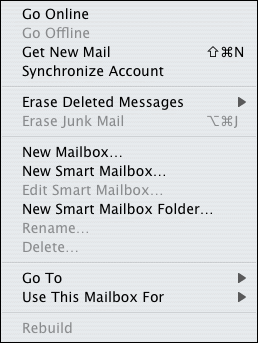 Go Online
Go Offline
Get New Mail ⇧⌘N
Synchronize Account
Erase Deleted Messages ▶
Erase Junk Mail ⌥⌘J
New Mailbox…
New Smart Mailbox…
Edit Smart Mailbox…
New Smart Mailbox Folder…
Rename…
Delete…
Go To ▶
Use This Mailbox For ▶
Rebuild